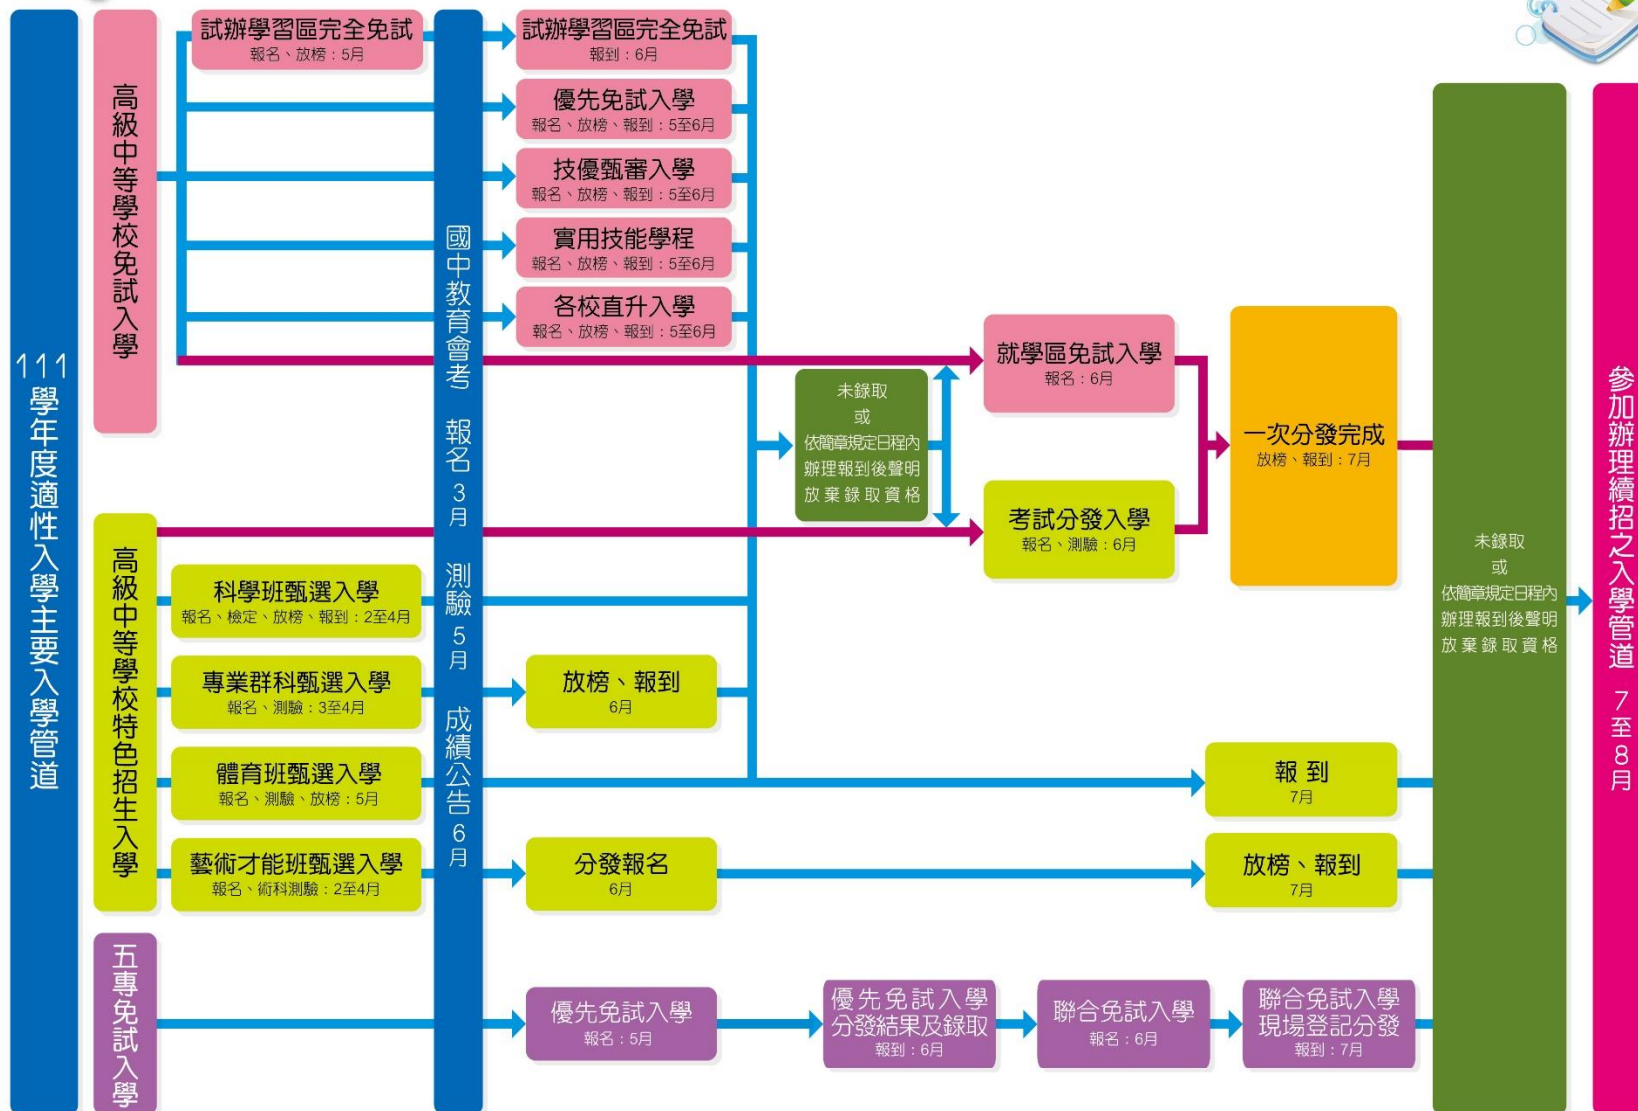 111學年度適性入學主要入學管道
高級中等學校免試入學
試辦學習區完全免試
報名、放榜：5月
國中教育會考 報名3月 測驗5月 成績公告6月
試辦學習區完全免試
報到：6月
優先免試入學
報名、放榜、報到：5至6月
技優甄審入學
報名、放榜、報到：5至6月
實用技能學程
報名、放榜、報到：5至6月
各校直升入學
報名、放榜、報到：5至6月
未錄取
或
依簡章規定日程內
辦理報到後聲明
放棄錄取資格
就學區免試入學
報名：6月
一次分發完成
放榜、報到：7月
高級中等學校特色招生入學
考試分發入學
報名、測驗：6月
科學班甄選入學
報名、檢定、放榜、報到：2至4月
專業群科甄選入學
報名、測驗：3至4月
放榜、報到
6月
體育班甄選入學
報名、測驗、放榜：5月
報到
7月
藝術才能班甄選入學
報名、術科測驗：2至4月
分發報名
6月
放榜、報到
7月
五專免試入學
優先免試入學
報名：5月
優先免試入學
分發結果及錄取
報到：6月
聯合免試入學
報名：6月
聯合免試入學
現場登記分發
報到：7月
未錄取
或
依簡章規定日程內
辦理報到後聲明
放棄錄取資格
參加辦理續招之入學管道 7至8月